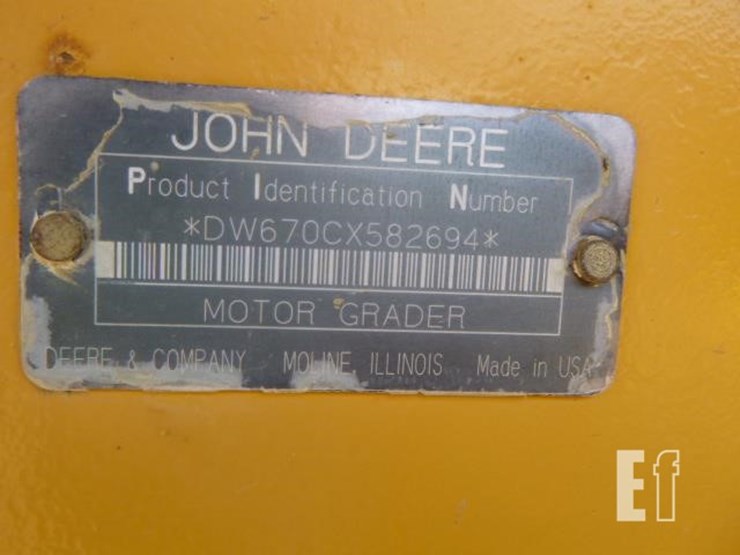 JOHN DEERE
Product Identification Number
*DW670CX582694*
MOTOR GRADER
DEERE & COMPANY MOLINE, ILLINOIS Made in USA
Ef